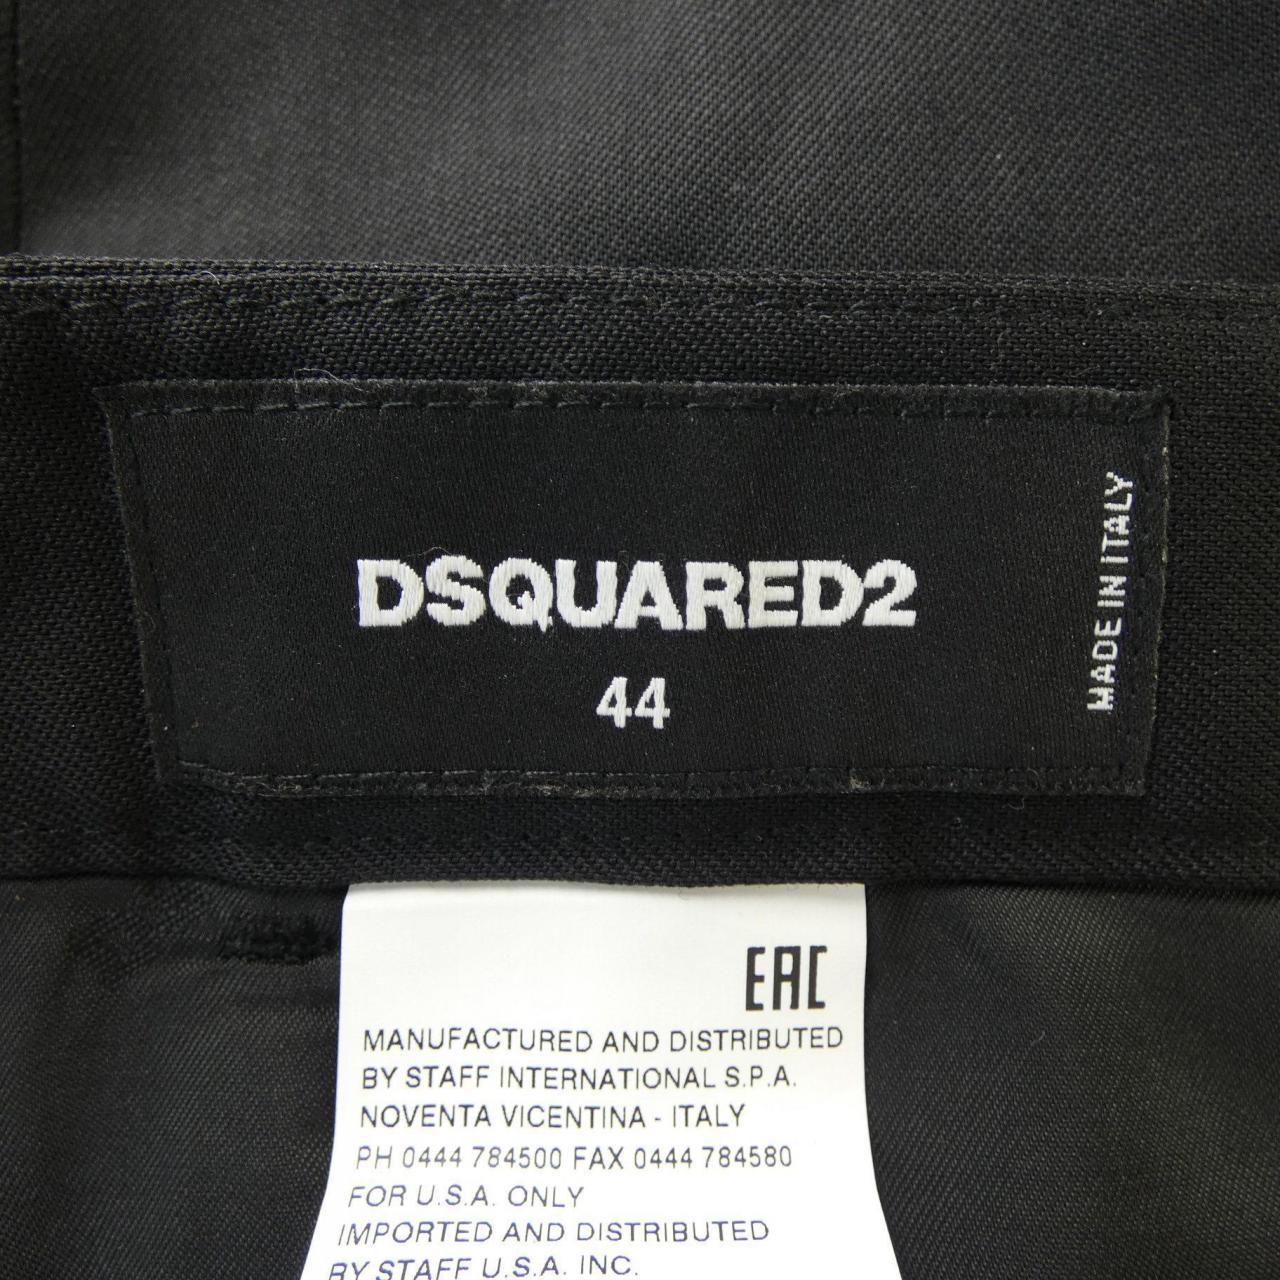 DSQUARED2
44
MADE IN ITALY
EAC
MANUFACTURED AND DISTRIBUTED
BY STAFF INTERNATIONAL S.P.A.
NOVENTA VICENTINA - ITALY
PH 0444 784500 FAX 0444 784580
FOR U.S.A. ONLY
IMPORTED AND DISTRIBUTED
BY STAFF U.S.A. INC.